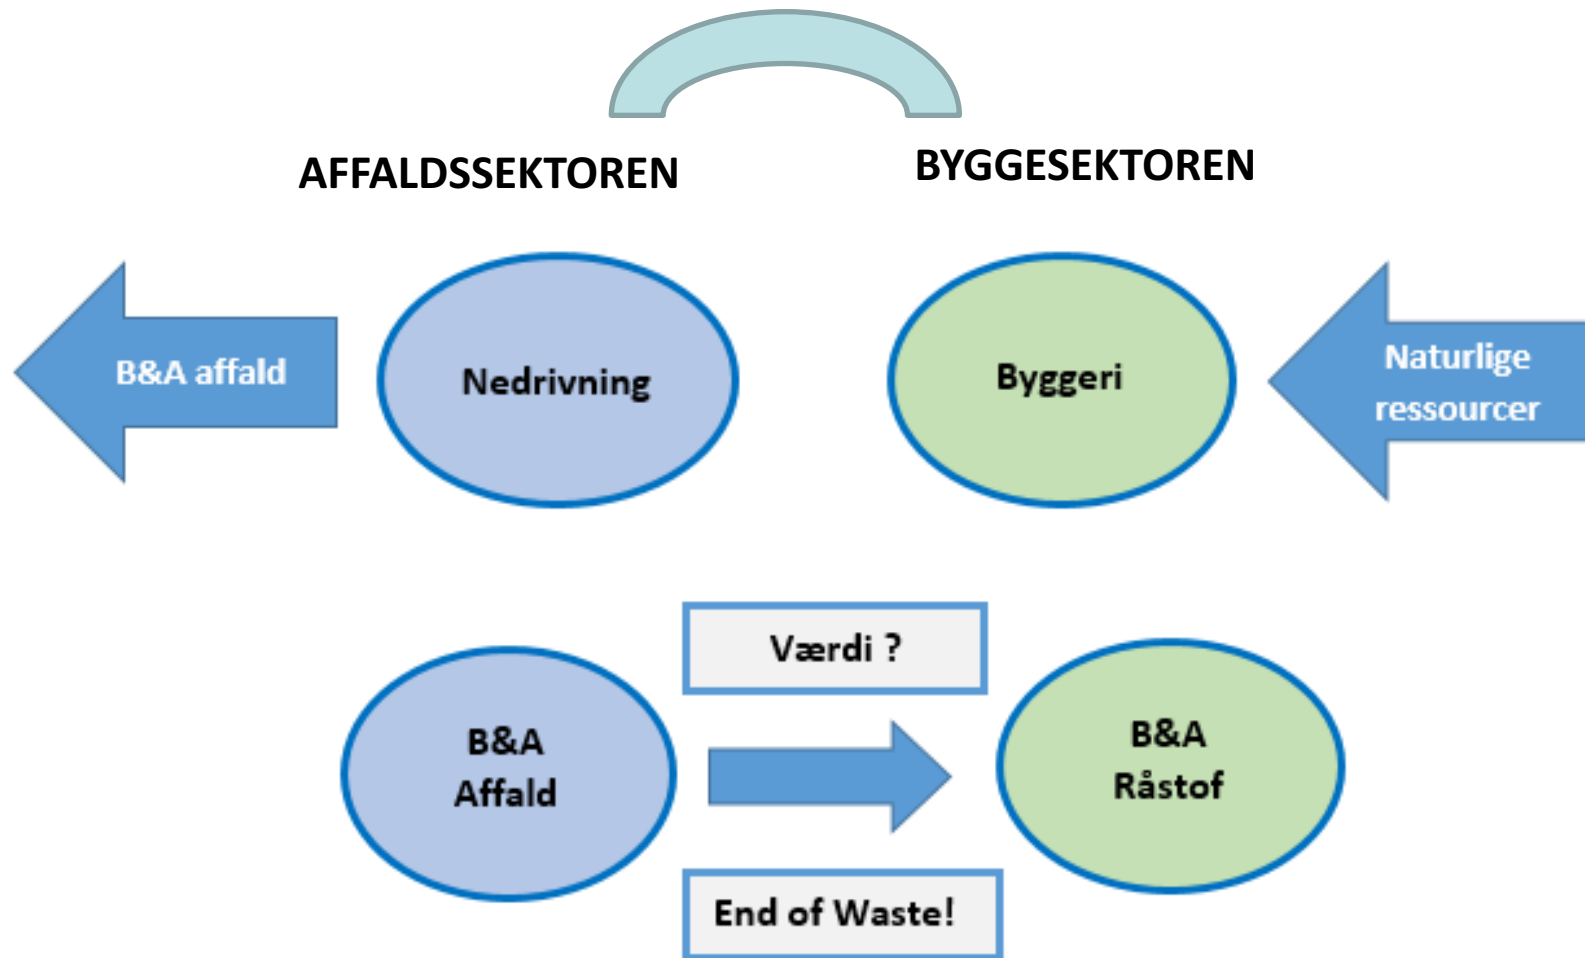 AFFALDSSEKTOREN
BYGGESEKTOREN
B&A affald
Nedrivning
Byggeri
Naturlige
ressourcer
Værdi ?
B&A
Affald
B&A
Råstof
End of Waste!